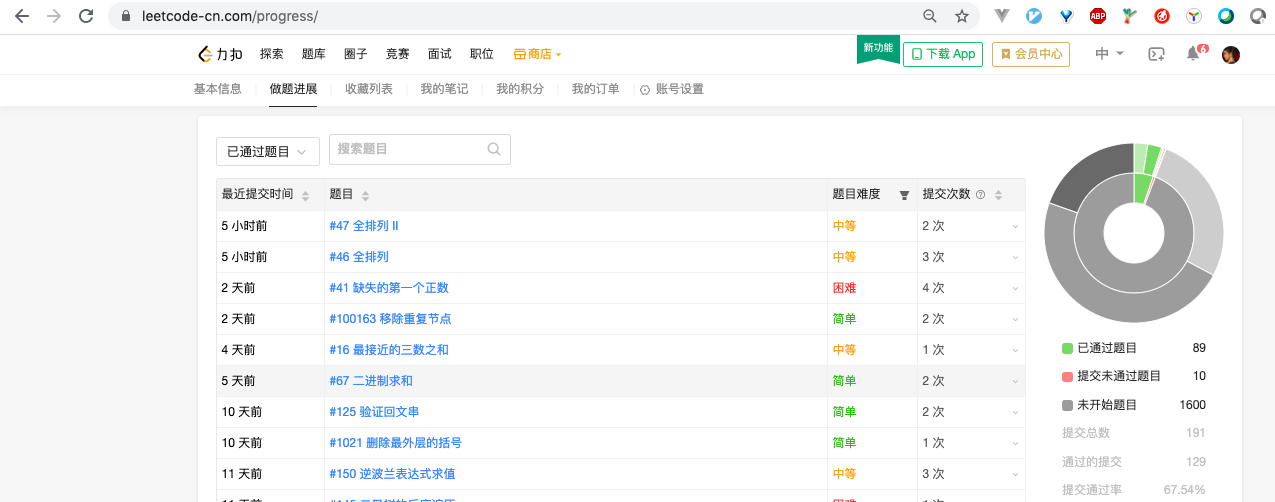 leetcode-cn.com/progress/
ABP
力扣 探索 题库 圈子 竞赛 面试 职位 商店 新功能 下载 App 会员中心 中 6
基本信息 做题进展 收藏列表 我的笔记 我的积分 我的订单 账号设置
已通过题目 搜索题目
最近提交时间 题目 题目难度 提交次数
5 小时前 #47 全排列 II 中等 2 次
5 小时前 #46 全排列 中等 3 次
2 天前 #41 缺失的第一个正数 困难 4 次
2 天前 #100163 移除重复节点 简单 2 次
4 天前 #16 最接近的三数之和 中等 1 次
5 天前 #67 二进制求和 简单 2 次
10 天前 #125 验证回文串 简单 2 次
10 天前 #1021 删除最外层的括号 简单 1 次
11 天前 #150 逆波兰表达式求值 中等 3 次
已通过题目 89
提交未通过题目 10
未开始题目 1600
提交总数 191
通过的提交 129
提交通过率 67.54%